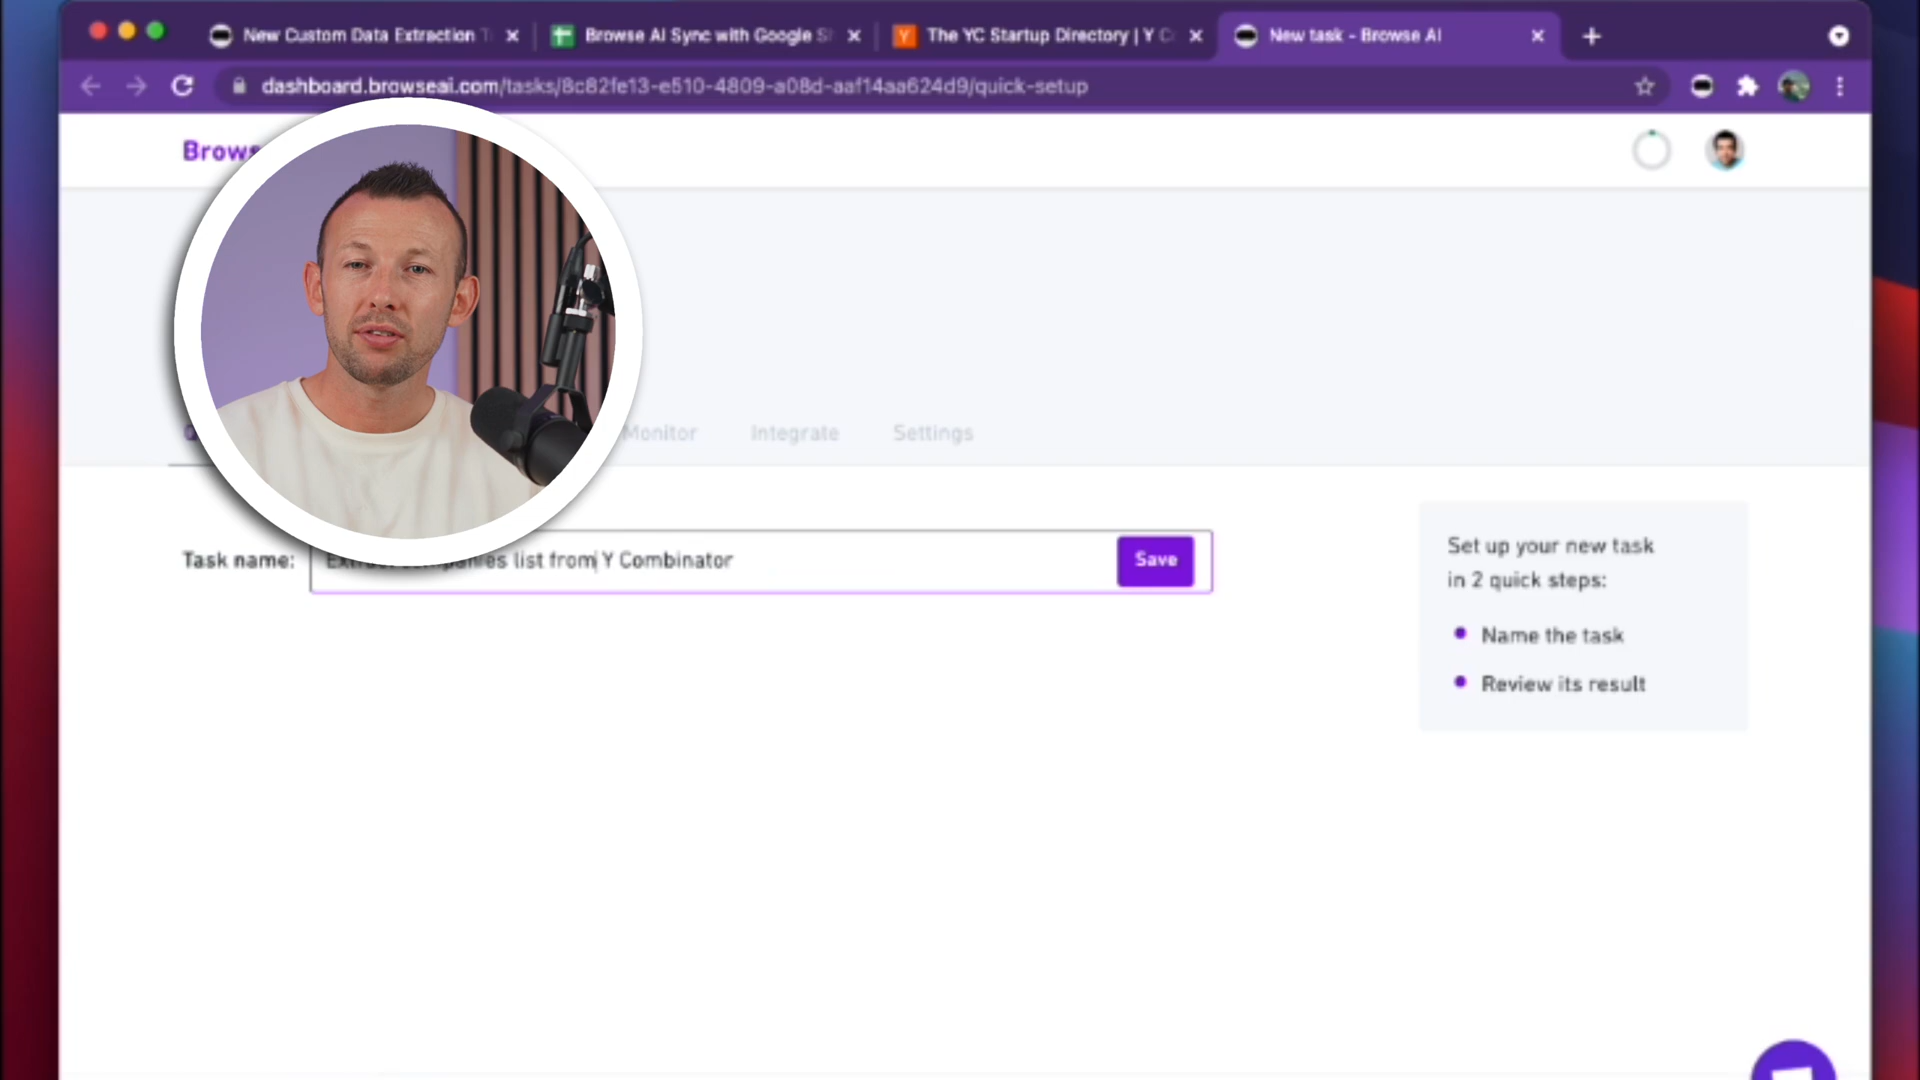 New Custom Data Extraction
Browse AI Sync with Google
The YC Startup Directory | Y
New task - Browse AI
dashboard.browseai.com/tasks/8c82fe13-e510-4809-a08d-aaf14aa624d9/quick-setup
Monitor
Integrate
Settings
Task name:
list from Y Combinator
Save
Set up your new task
in 2 quick steps:
Name the task
Review its result